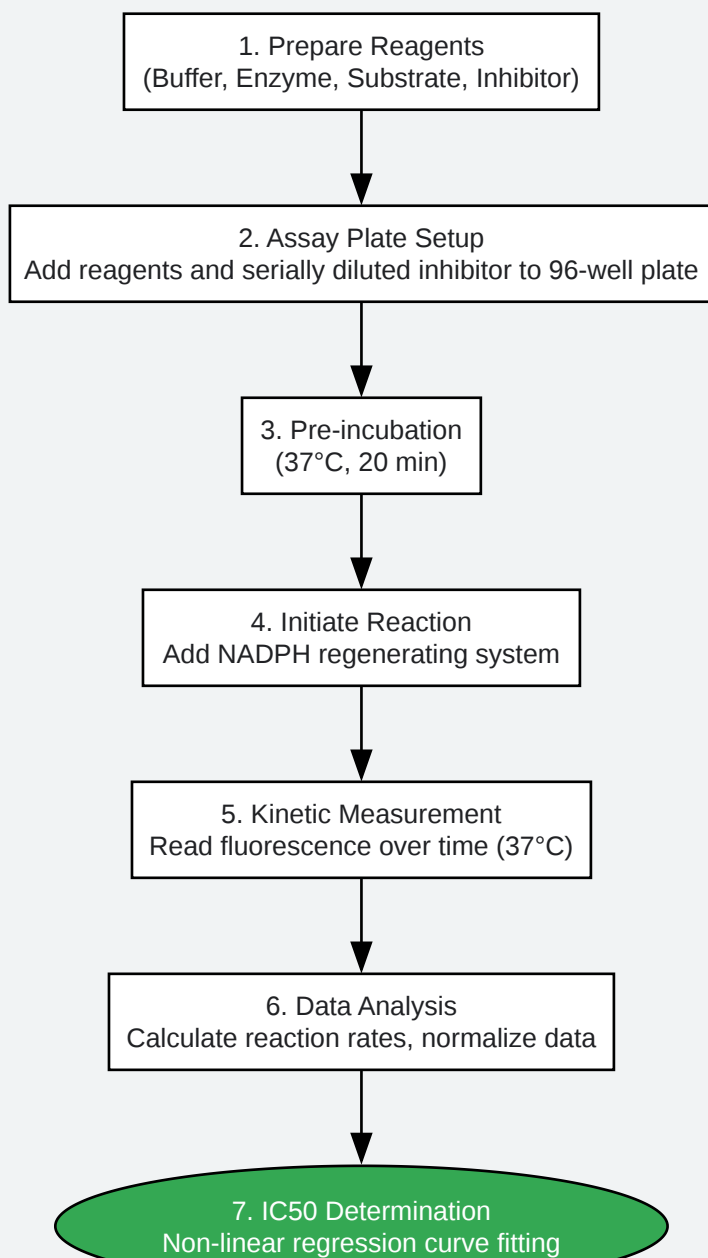 1. Prepare Reagents
(Buffer, Enzyme, Substrate, Inhibitor)
2. Assay Plate Setup
Add reagents and serially diluted inhibitor to 96-well plate
3. Pre-incubation
(37°C, 20 min)
4. Initiate Reaction
Add NADPH regenerating system
5. Kinetic Measurement
Read fluorescence over time (37°C)
6. Data Analysis
Calculate reaction rates, normalize data
7. IC50 Determination
Non-linear regression curve fitting